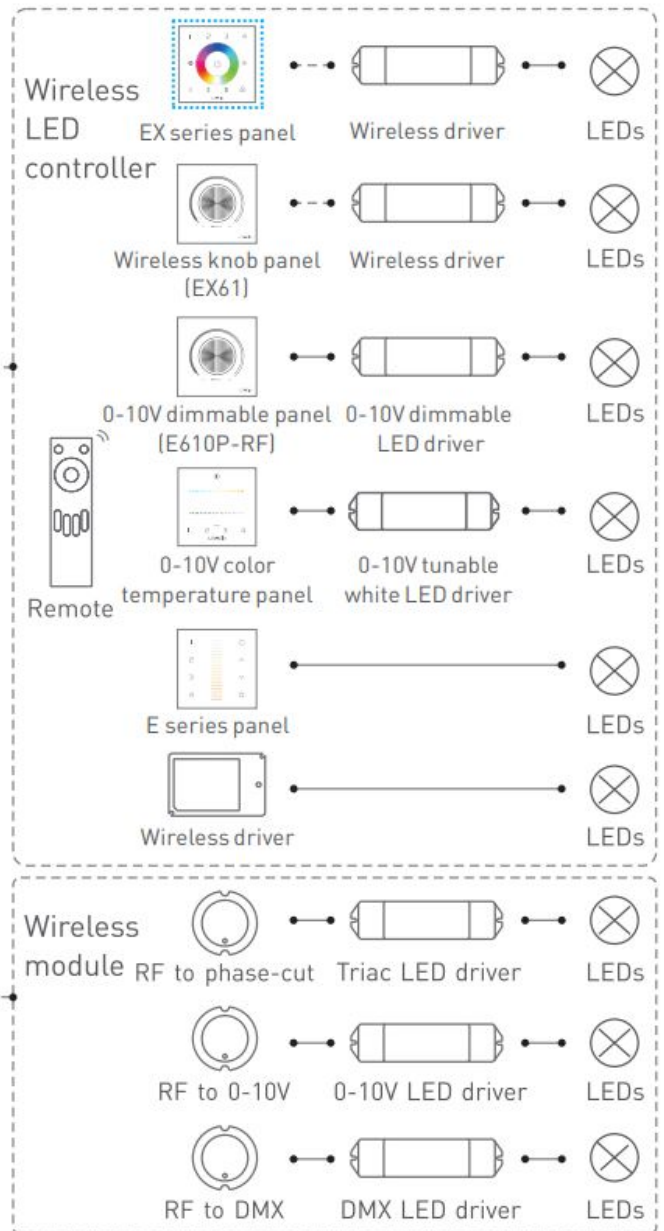 Wireless
LED
controller
EX series panel
Wireless driver
LEDs
Wireless knob panel
(EX61)
Wireless driver
LEDs
0-10V dimmable panel
(E610P-RF)
0-10V dimmable
LED driver
LEDs
Remote
0-10V color
temperature panel
0-10V tunable
white LED driver
LEDs
E series panel
LEDs
Wireless driver
LEDs
Wireless
module
RF to phase-cut
Triac LED driver
LEDs
RF to 0-10V
0-10V LED driver
LEDs
RF to DMX
DMX LED driver
LEDs